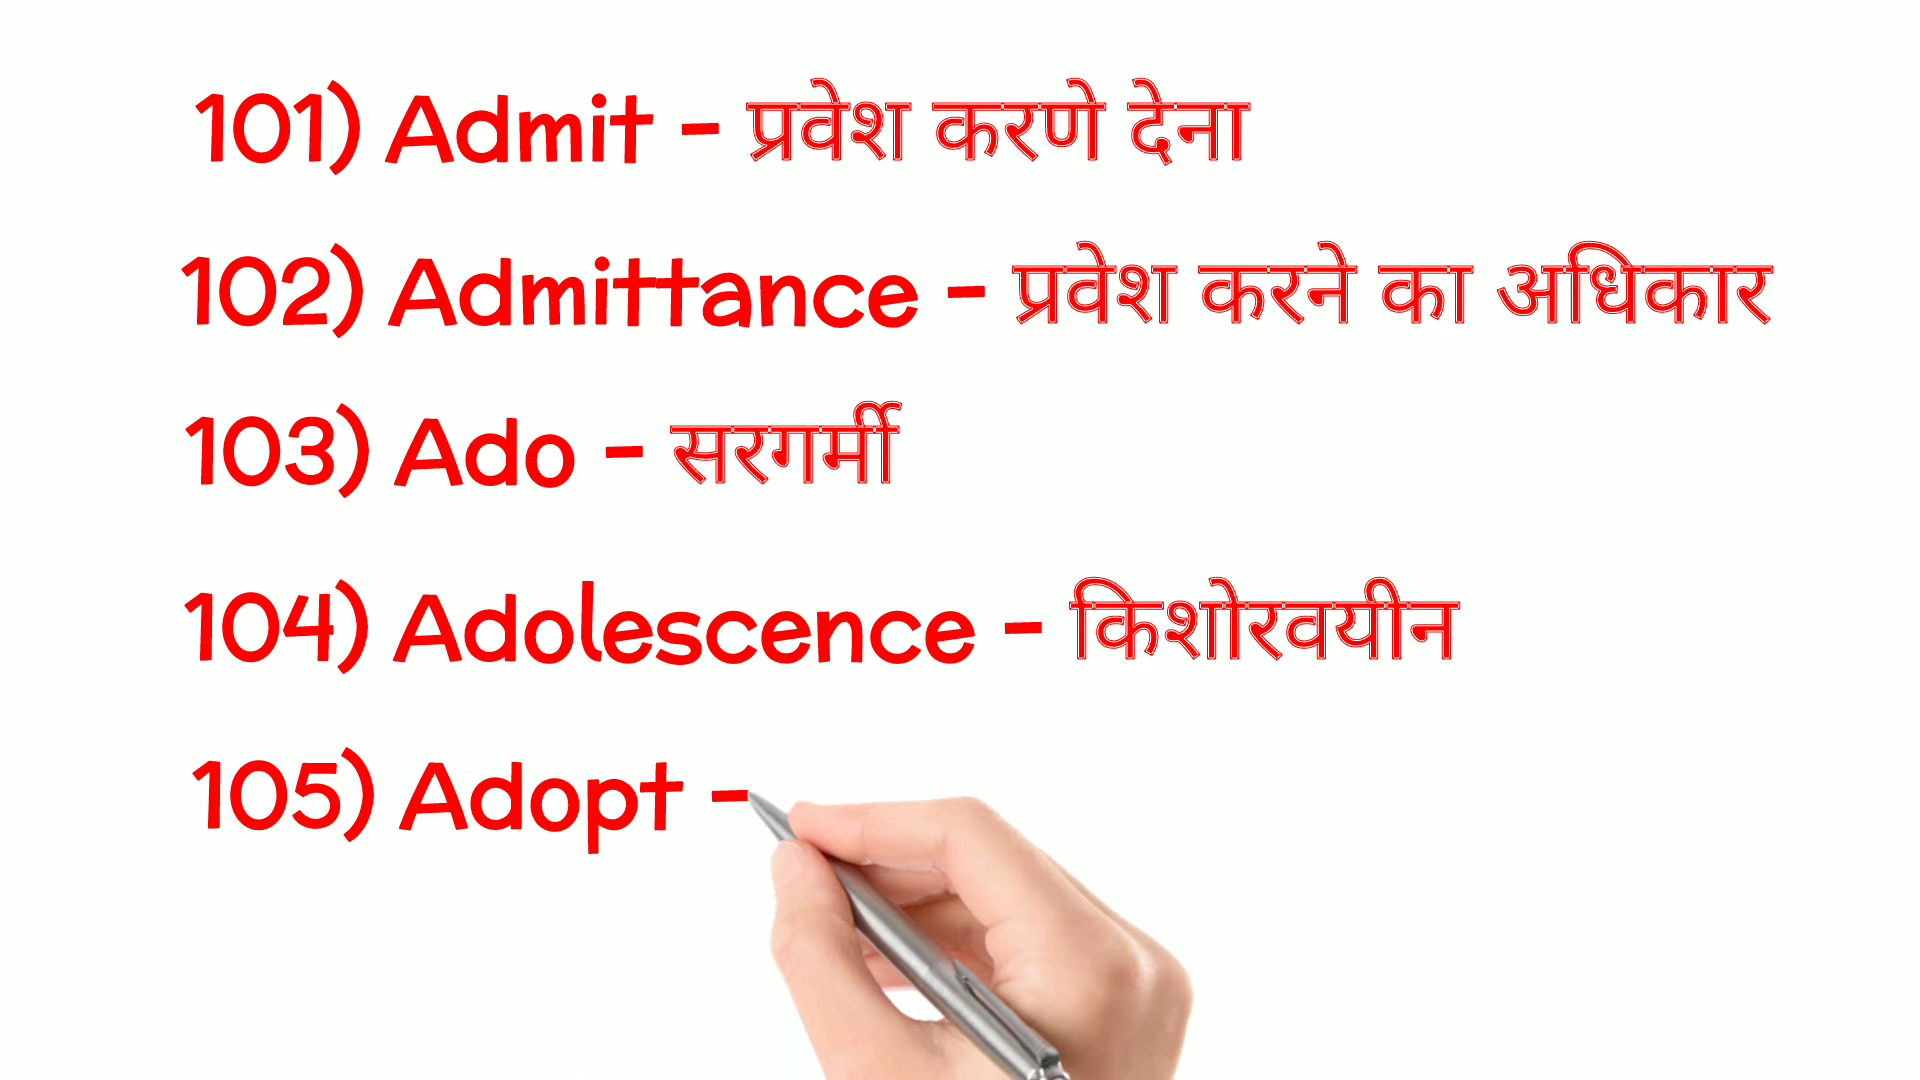 101) Admit - प्रवेश करणे देना
102) Admittance - प्रवेश करने का अधिकार
103) Ado - सरगर्मी
104) Adolescence - किशोरवयीन
105) Adopt -